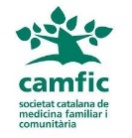 camfic
societat catalana de
medicina familiar i
comunitària